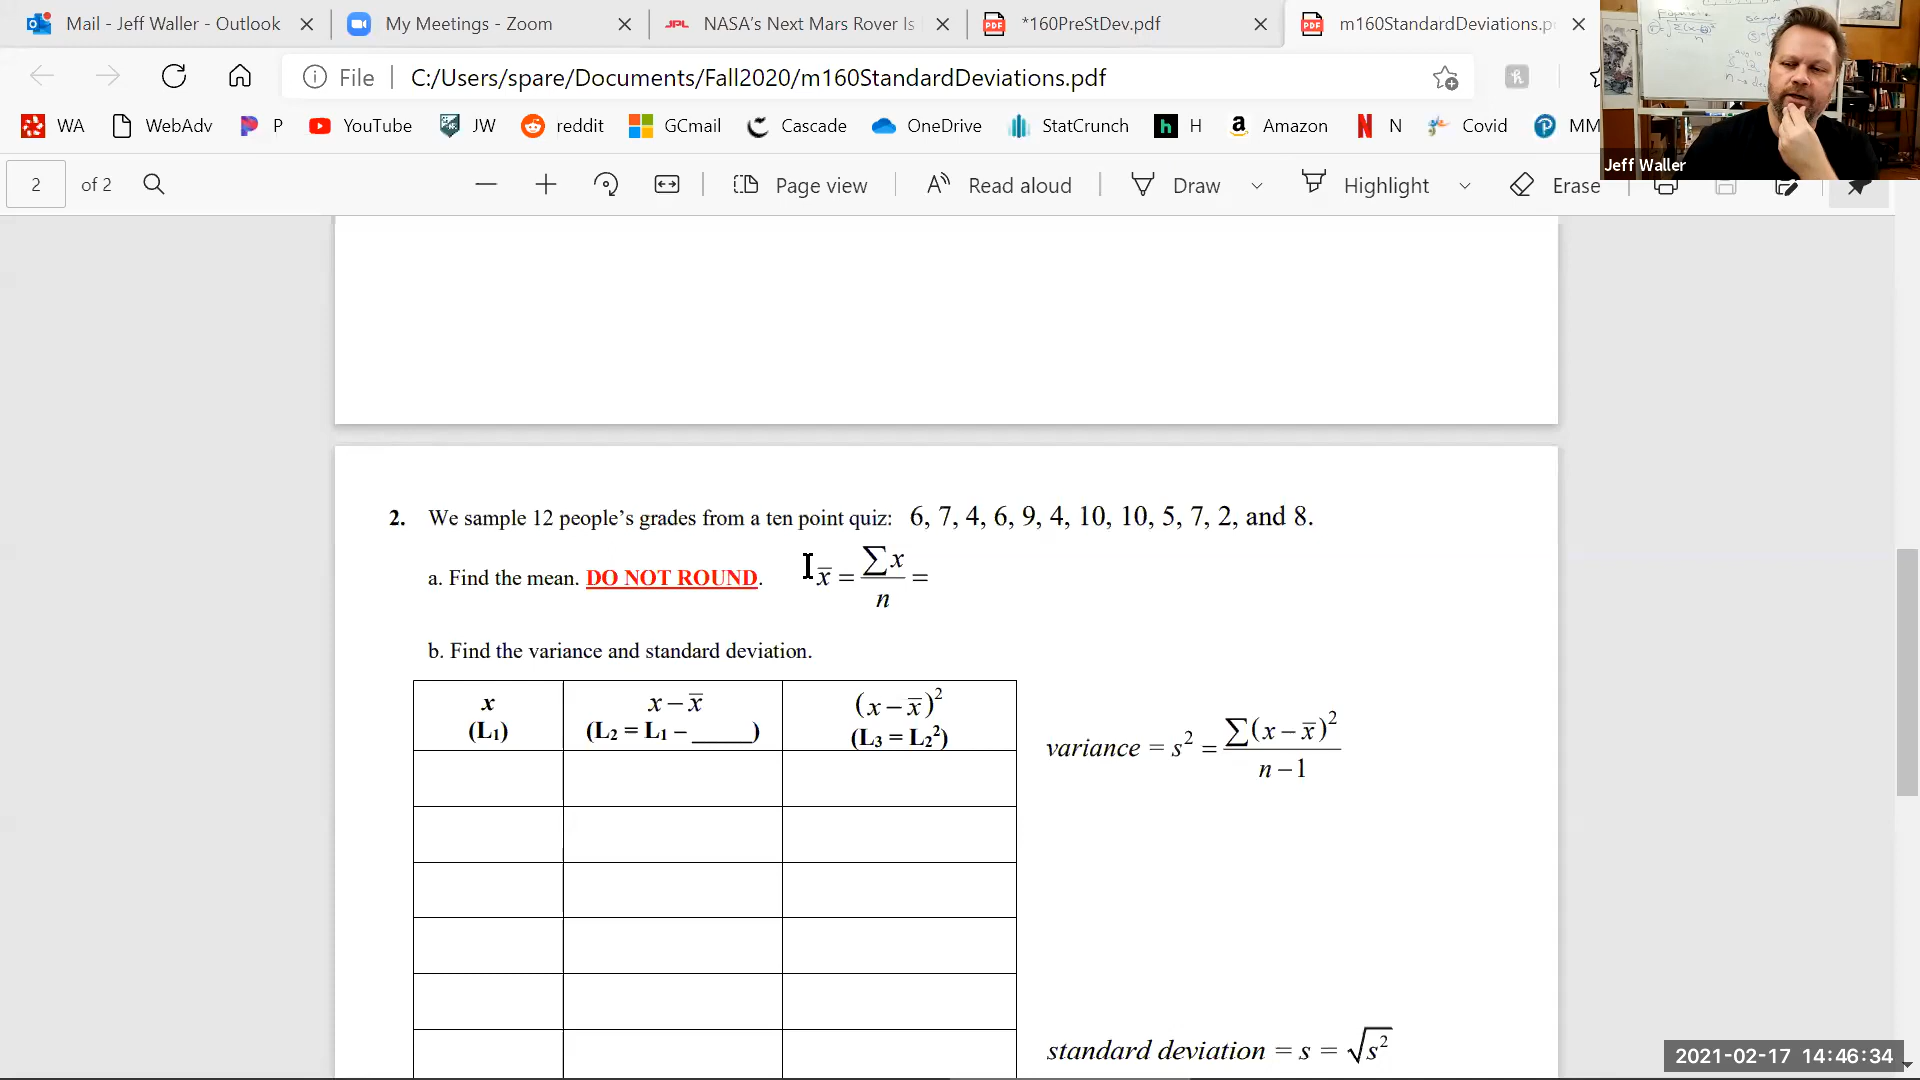 Mail - Jeff Waller - Outlook
My Meetings - Zoom
JPL NASA's Next Mars Rover Is
PDF *160PreStDev.pdf
PDF m160StandardDeviations.p
File C:/Users/spare/Documents/Fall2020/m160StandardDeviations.pdf
WA WebAdv P YouTube JW reddit GCmail Cascade OneDrive StatCrunch h H a Amazon N Covid MM
Jeff Waller
2 of 2 Page view Read aloud Draw Highlight Erase
2. We sample 12 people's grades from a ten point quiz: 6, 7, 4, 6, 9, 4, 10, 10, 5, 7, 2, and 8.
a. Find the mean. DO NOT ROUND. x̄ = ∑x / n =
b. Find the variance and standard deviation.
x x − x̄ (x − x̄)²
(L₁) (L₂ = L₁ – _____) (L₃ = L₂²)
variance = s² = ∑(x − x̄)² / n − 1
standard deviation = s = √s²
2021-02-17 14:46:34